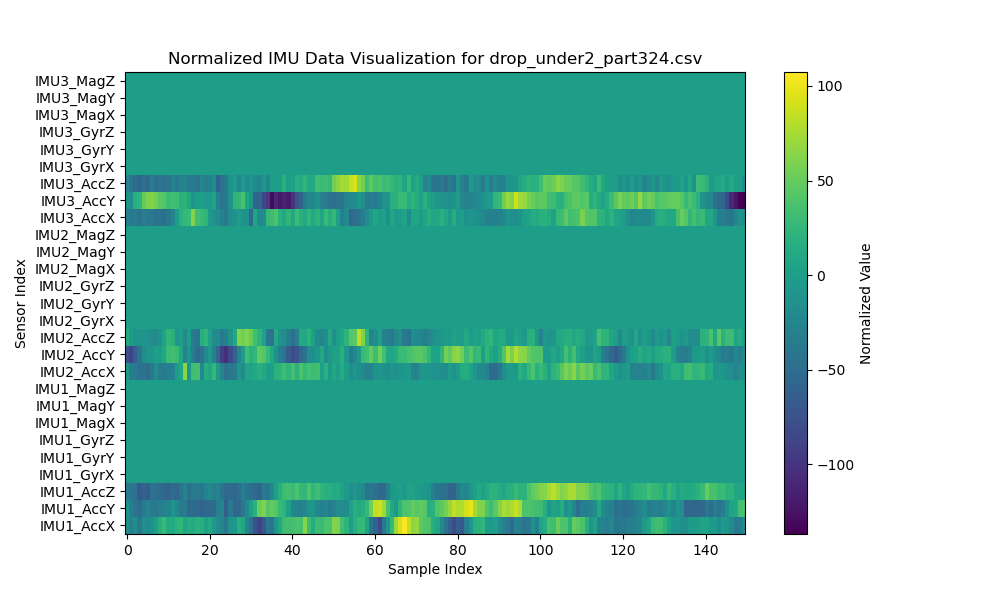 Normalized IMU Data Visualization for drop_under2_part324.csv
IMU3_MagZ
IMU3_MagY
IMU3_MagX
IMU3_GyrZ
IMU3_GyrY
IMU3_GyrX
IMU3_AccZ
IMU3_AccY
IMU3_AccX
IMU2_MagZ
IMU2_MagY
IMU2_MagX
IMU2_GyrZ
IMU2_GyrY
IMU2_GyrX
IMU2_AccZ
IMU2_AccY
IMU2_AccX
IMU1_MagZ
IMU1_MagY
IMU1_MagX
IMU1_GyrZ
IMU1_GyrY
IMU1_GyrX
IMU1_AccZ
IMU1_AccY
IMU1_AccX
Sensor Index
0 20 40 60 80 100 120 140
Sample Index
100
50
0
−50
−100
Normalized Value